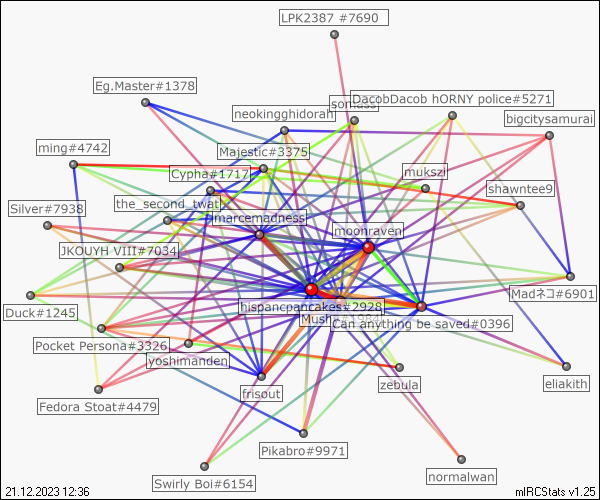 LPK2387 #7690
Eg.Master#1378
DacobDacob hORNY police#5271
neokingghidorah
bigcitysamurai
ming#4742
Majestic#3375
Cypha#1717
mukszi
shawntee9
Silver#7938
the_second_twat
marcemadness
moonraven
JKOUYH VIII#7034
Madネコ#6901
Duck#1245
hispancpancakes#2928
Can anything be saved#0396
Pocket Persona#3326
yoshimanden
frisout
zebula
eliakith
Fedora Stoat#4479
Pikabro#9971
normalwan
Swirly Boi#6154
21.12.2023 12:36
mIRCStats v1.25